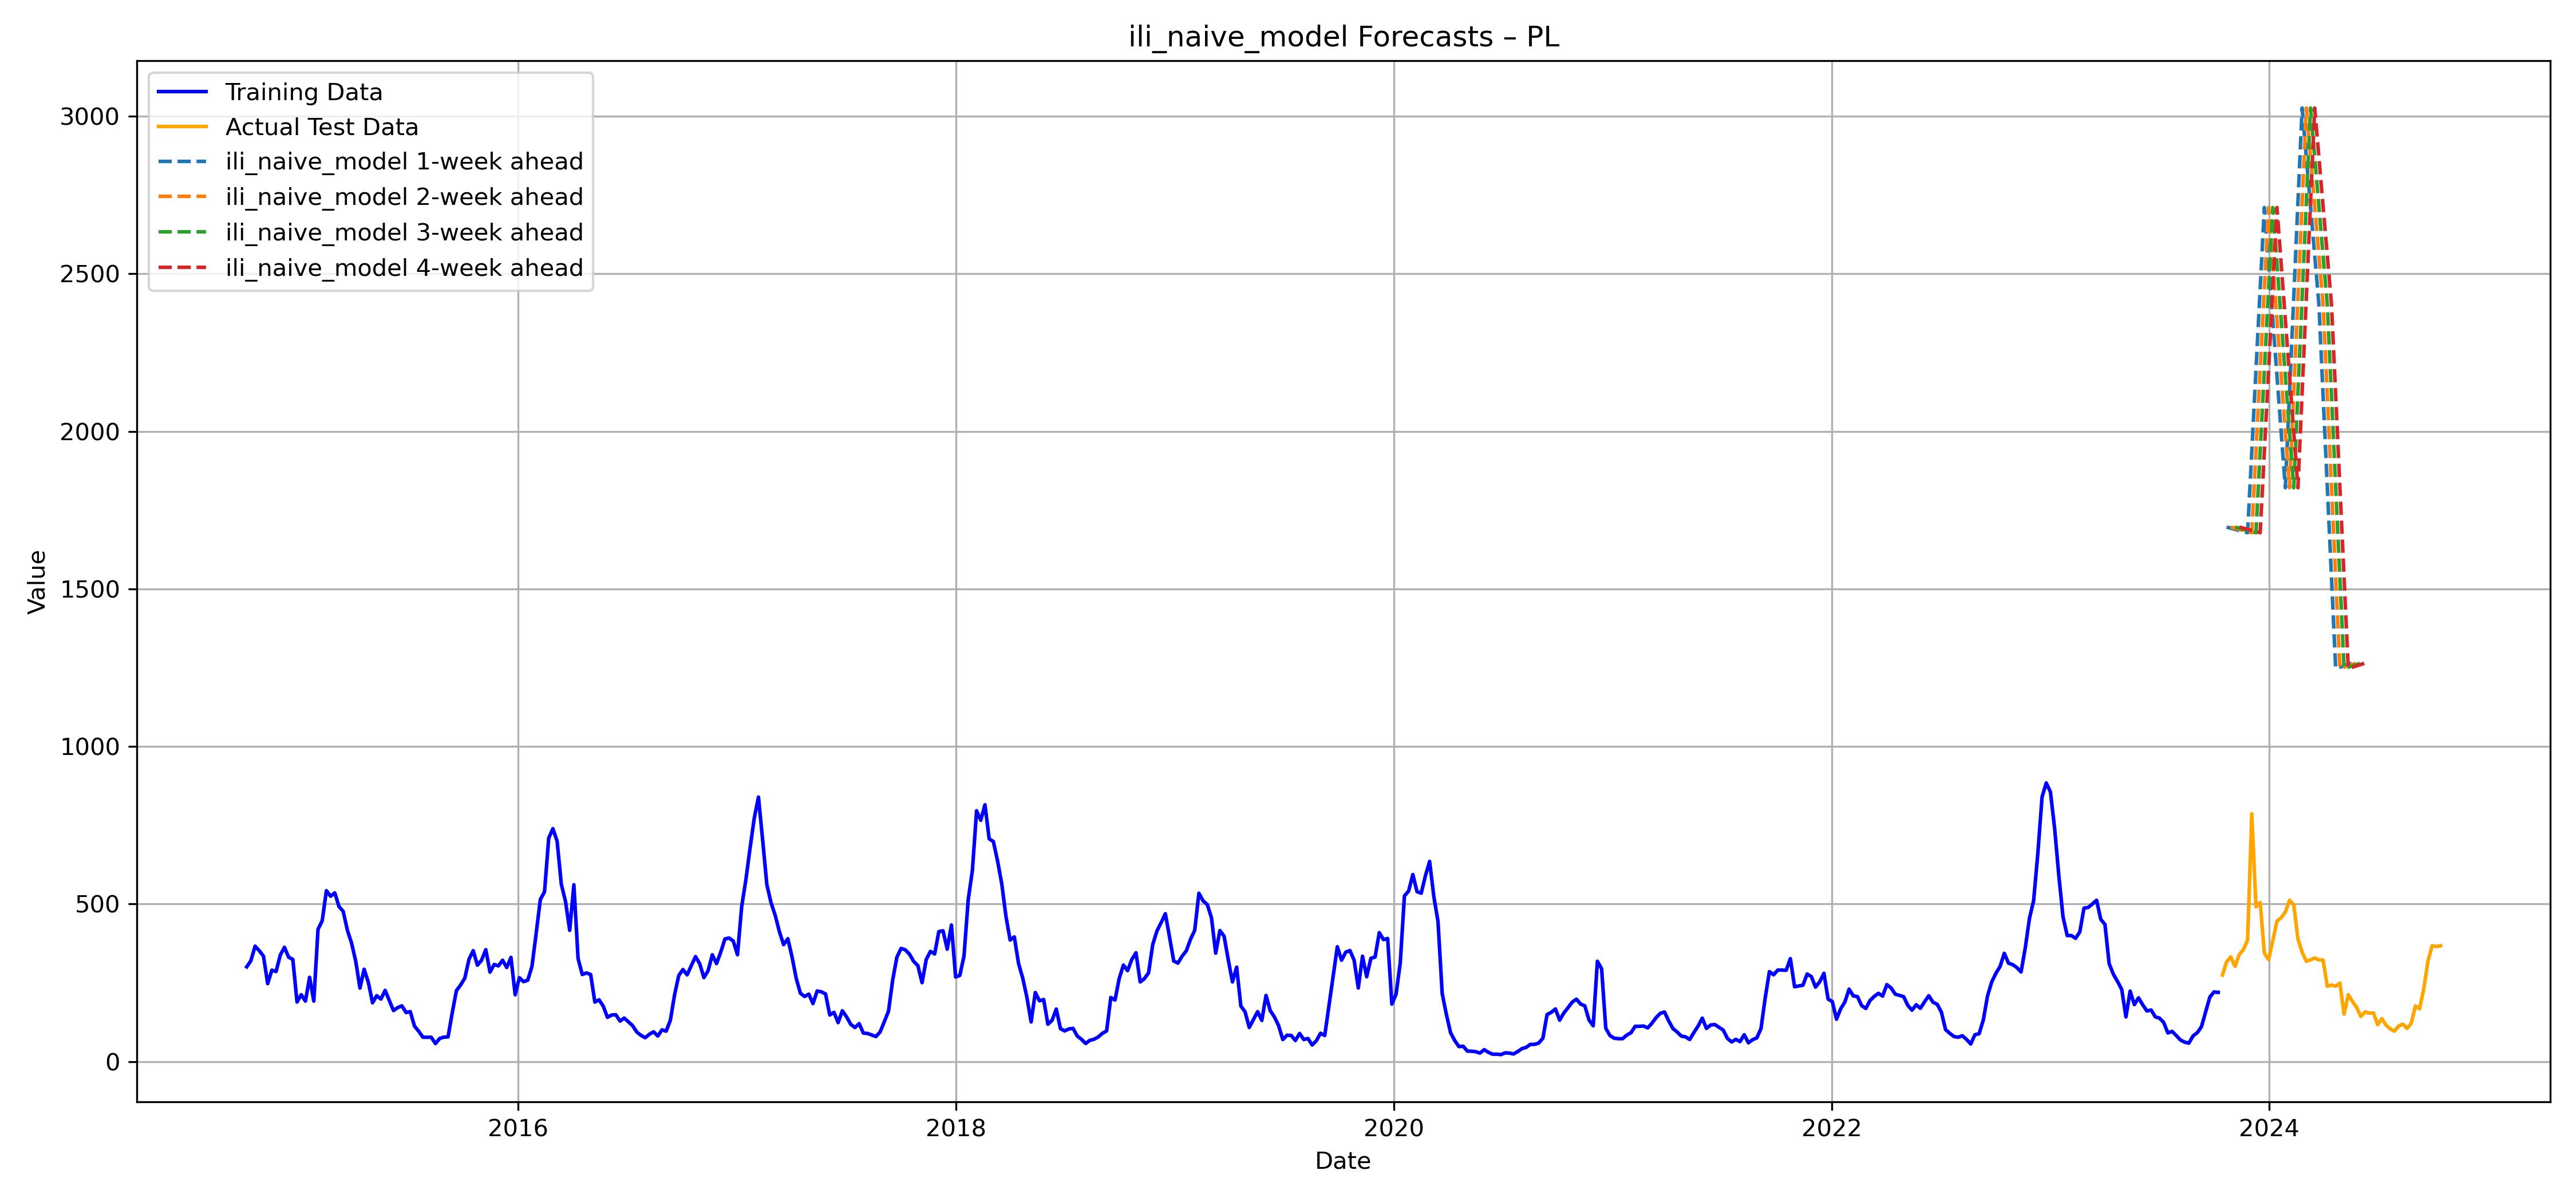 ili_naive_model Forecasts – PL
Training Data
Actual Test Data
ili_naive_model 1-week ahead
ili_naive_model 2-week ahead
ili_naive_model 3-week ahead
ili_naive_model 4-week ahead
3000
2500
2000
1500
1000
500
0
Value
2016
2018
2020
2022
2024
Date